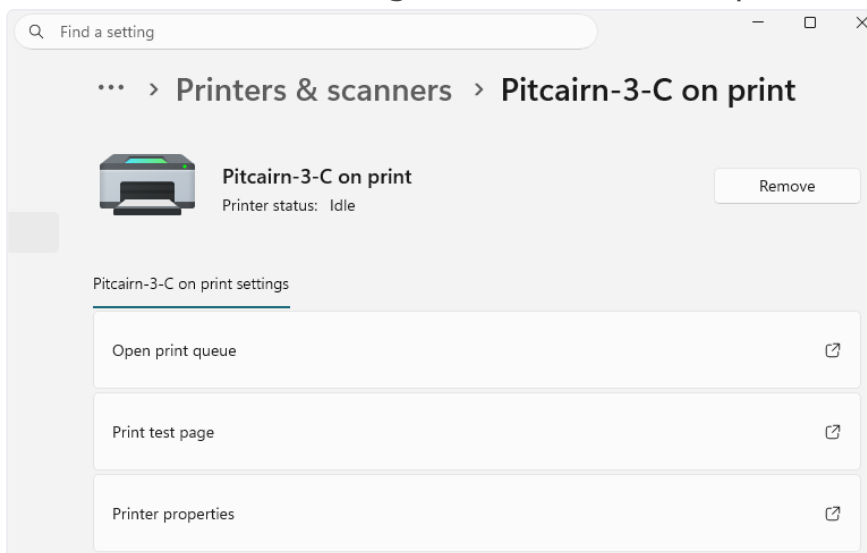 Find a setting
... > Printers & scanners > Pitcairn-3-C on print
Pitcairn-3-C on print
Remove
Printer status: Idle
Pitcairn-3-C on print settings
Open print queue
Print test page
Printer properties